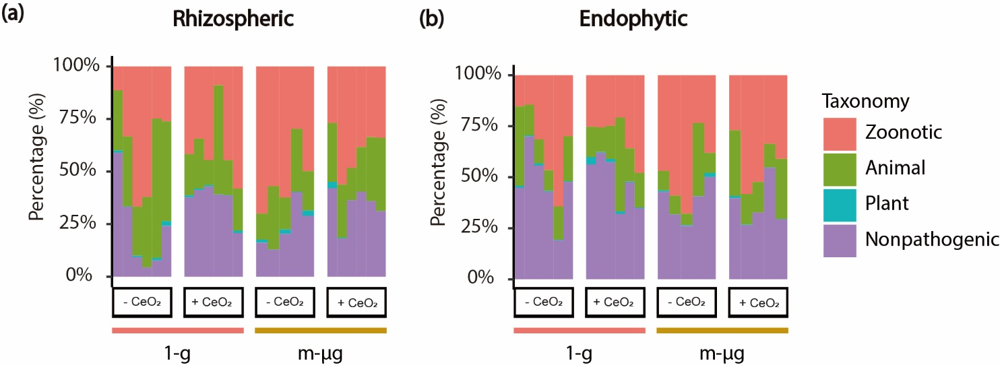 (a)
Rhizospheric
Percentage (%)
100%
75%
50%
25%
0%
- CeO₂
+ CeO₂
- CeO₂
+ CeO₂
1-g
m-µg
(b)
Endophytic
Percentage (%)
100%
75%
50%
25%
0%
- CeO₂
+ CeO₂
- CeO₂
+ CeO₂
1-g
m-µg
Taxonomy
Zoonotic
Animal
Plant
Nonpathogenic